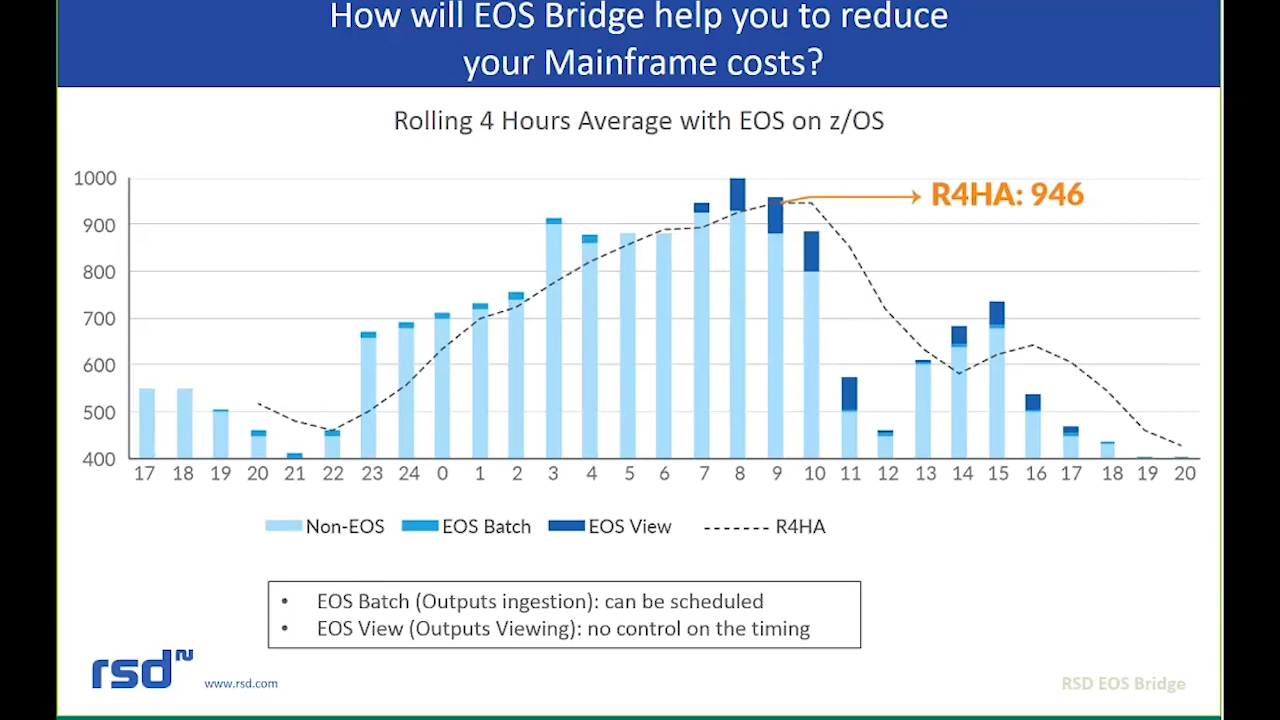 How will EOS Bridge help you to reduce
your Mainframe costs?
Rolling 4 Hours Average with EOS on z/OS
R4HA: 946
1000
900
800
700
600
500
400
17 18 19 20 21 22 23 24 0 1 2 3 4 5 6 7 8 9 10 11 12 13 14 15 16 17 18 19 20
Non-EOS EOS Batch EOS View R4HA
• EOS Batch (Outputs ingestion): can be scheduled
• EOS View (Outputs Viewing): no control on the timing
rsd www.rsd.com
RSD EOS Bridge